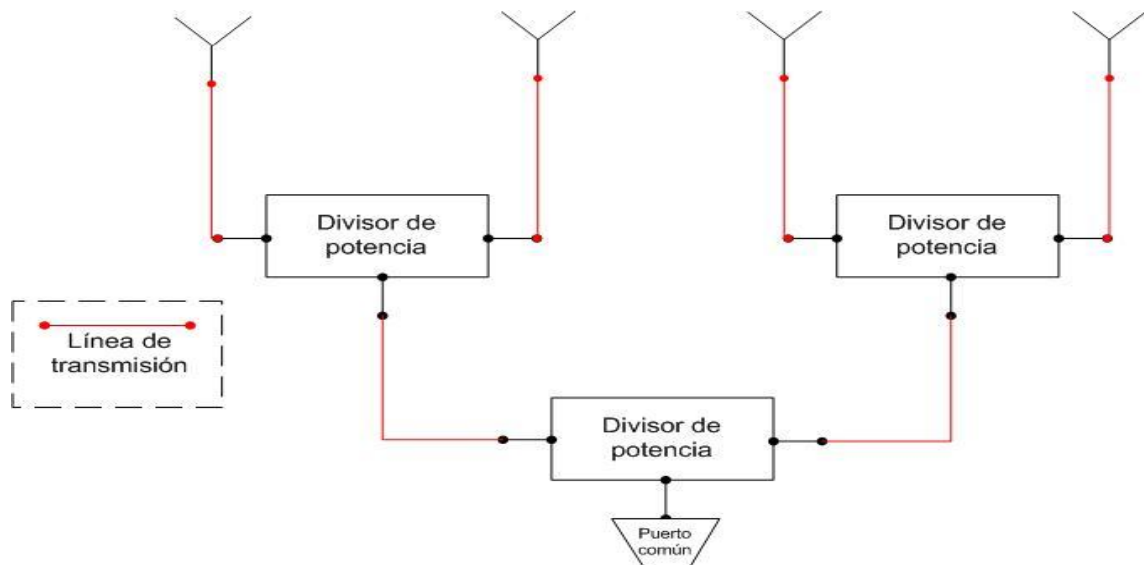 Divisor de
potencia
Divisor de
potencia
Línea de
transmisión
Divisor de
potencia
Puerto
común